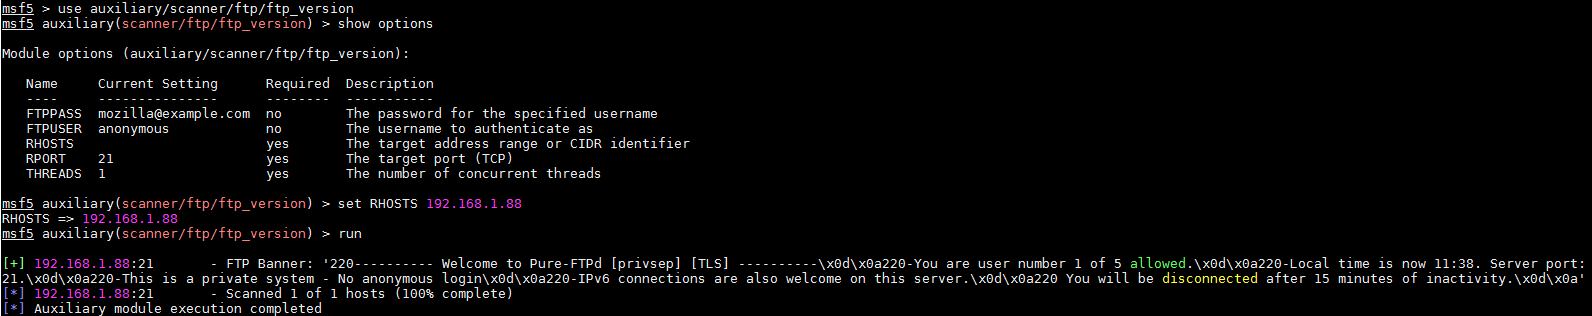 msf5 > use auxiliary/scanner/ftp/ftp_version
msf5 auxiliary(scanner/ftp/ftp_version) > show options
Module options (auxiliary/scanner/ftp/ftp_version):
Name Current Setting Required Description
---- --------------- -------- -----------
FTPPASS mozilla@example.com no The password for the specified username
FTPUSER anonymous no The username to authenticate as
RHOSTS yes The target address range or CIDR identifier
RPORT 21 yes The target port (TCP)
THREADS 1 yes The number of concurrent threads
msf5 auxiliary(scanner/ftp/ftp_version) > set RHOSTS 192.168.1.88
RHOSTS => 192.168.1.88
msf5 auxiliary(scanner/ftp/ftp_version) > run
[+] 192.168.1.88:21 - FTP Banner: '220---------- Welcome to Pure-FTPd [privsep] [TLS] ----------\x0d\x0a220-You are user number 1 of 5 allowed.\x0d\x0a220-Local time is now 11:38. Server port:
21.\x0d\x0a220-This is a private system - No anonymous login\x0d\x0a220-IPv6 connections are also welcome on this server.\x0d\x0a220 You will be disconnected after 15 minutes of inactivity.\x0d\x0a'
[*] 192.168.1.88:21 - Scanned 1 of 1 hosts (100% complete)
[*] Auxiliary module execution completed